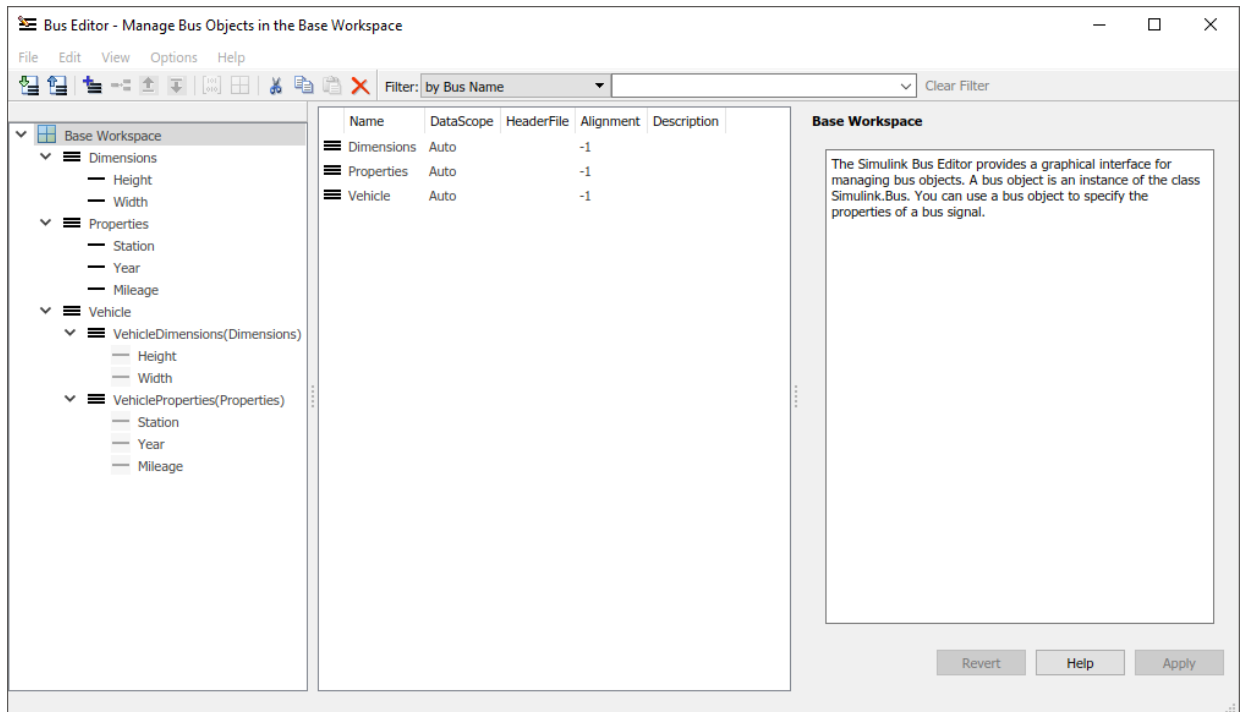 Bus Editor - Manage Bus Objects in the Base Workspace
File Edit View Options Help
Filter: by Bus Name Clear Filter
Base Workspace
Dimensions
Height
Width
Properties
Station
Year
Mileage
Vehicle
VehicleDimensions(Dimensions)
Height
Width
VehicleProperties(Properties)
Station
Year
Mileage
Name DataScope HeaderFile Alignment Description
Dimensions Auto -1
Properties Auto -1
Vehicle Auto -1
Base Workspace
The Simulink Bus Editor provides a graphical interface for
managing bus objects. A bus object is an instance of the class
Simulink.Bus. You can use a bus object to specify the
properties of a bus signal.
Revert Help Apply